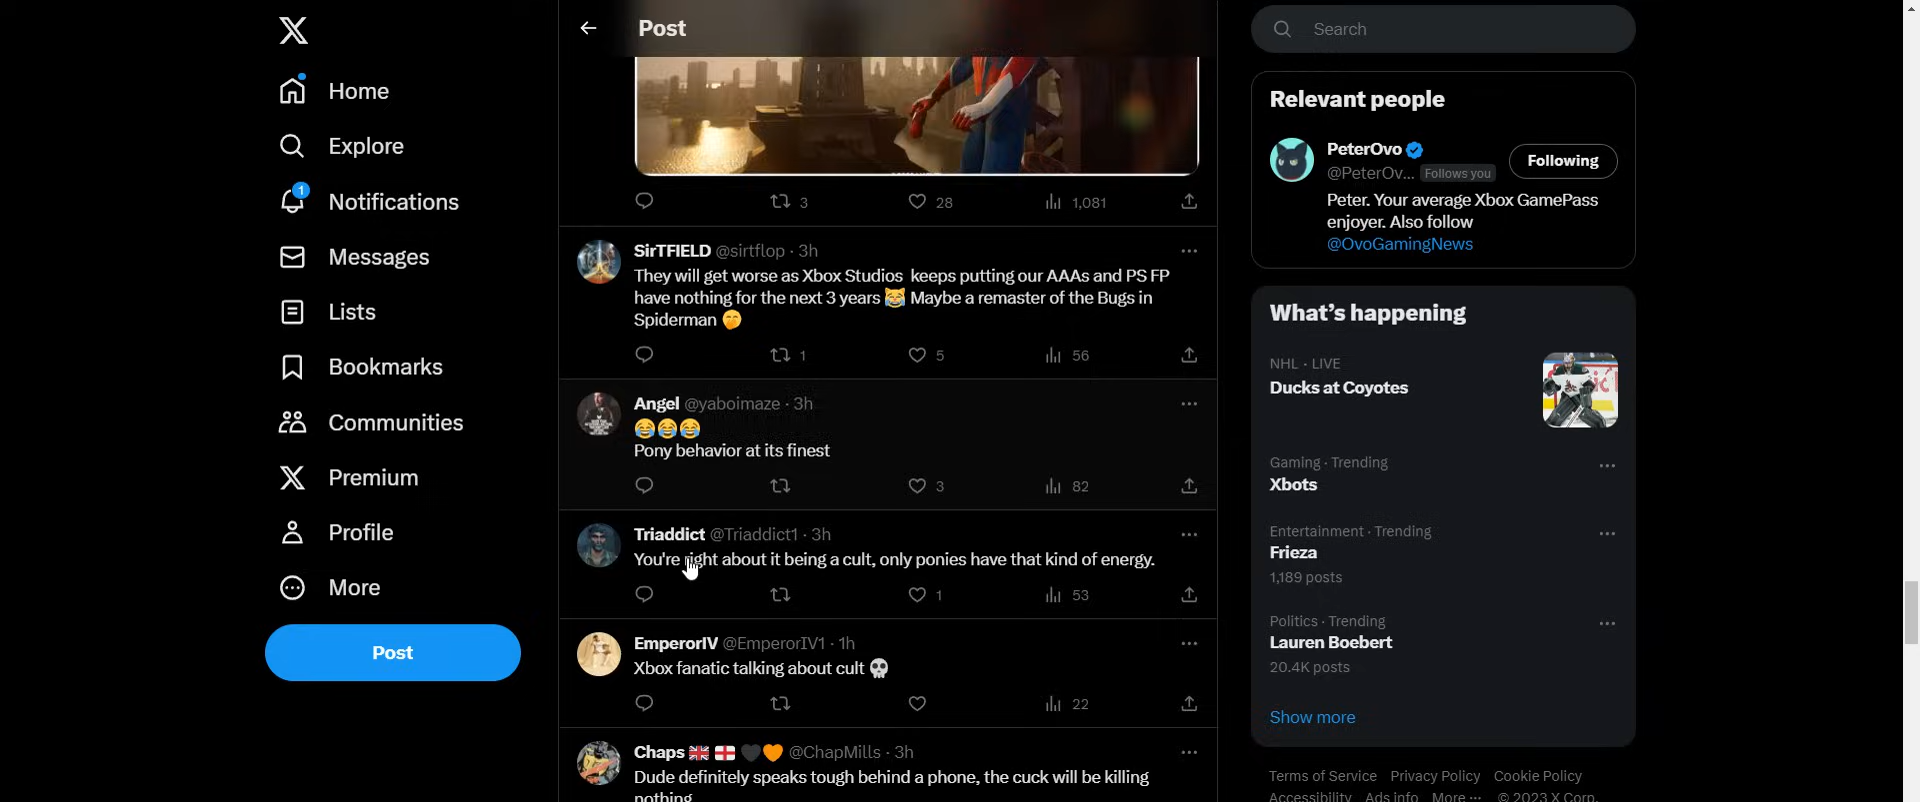 Home
Explore
1
Notifications
Messages
Lists
Bookmarks
Communities
Premium
Profile
More
Post
Post
3
28
1,081
SirTFIELD @sirtflop · 3h
They will get worse as Xbox Studios keeps putting our AAAs and PS FP
have nothing for the next 3 years 😹 Maybe a remaster of the Bugs in
Spiderman 🤭
1
5
56
Angel @yaboimaze · 3h
😂😂😂
Pony behavior at its finest
3
82
Triaddict @Triaddict1 · 3h
You're right about it being a cult, only ponies have that kind of energy.
1
53
EmperorIV @EmperorIV1 · 1h
Xbox fanatic talking about cult 💀
22
Chaps 🇬🇧 🏴󠁧󠁢󠁥󠁮󠁧󠁿 🖤🧡 @ChapMills · 3h
Dude definitely speaks tough behind a phone, the cuck will be killing
nothing
Search
Relevant people
PeterOvo
@PeterOv... Follows you
Following
Peter. Your average Xbox GamePass
enjoyer. Also follow
@OvoGamingNews
What's happening
NHL · LIVE
Ducks at Coyotes
Gaming · Trending
Xbots
Entertainment · Trending
Frieza
1,189 posts
Politics · Trending
Lauren Boebert
20.4K posts
Show more
Terms of Service Privacy Policy Cookie Policy
Accessibility Ads info More ··· © 2023 X Corp.